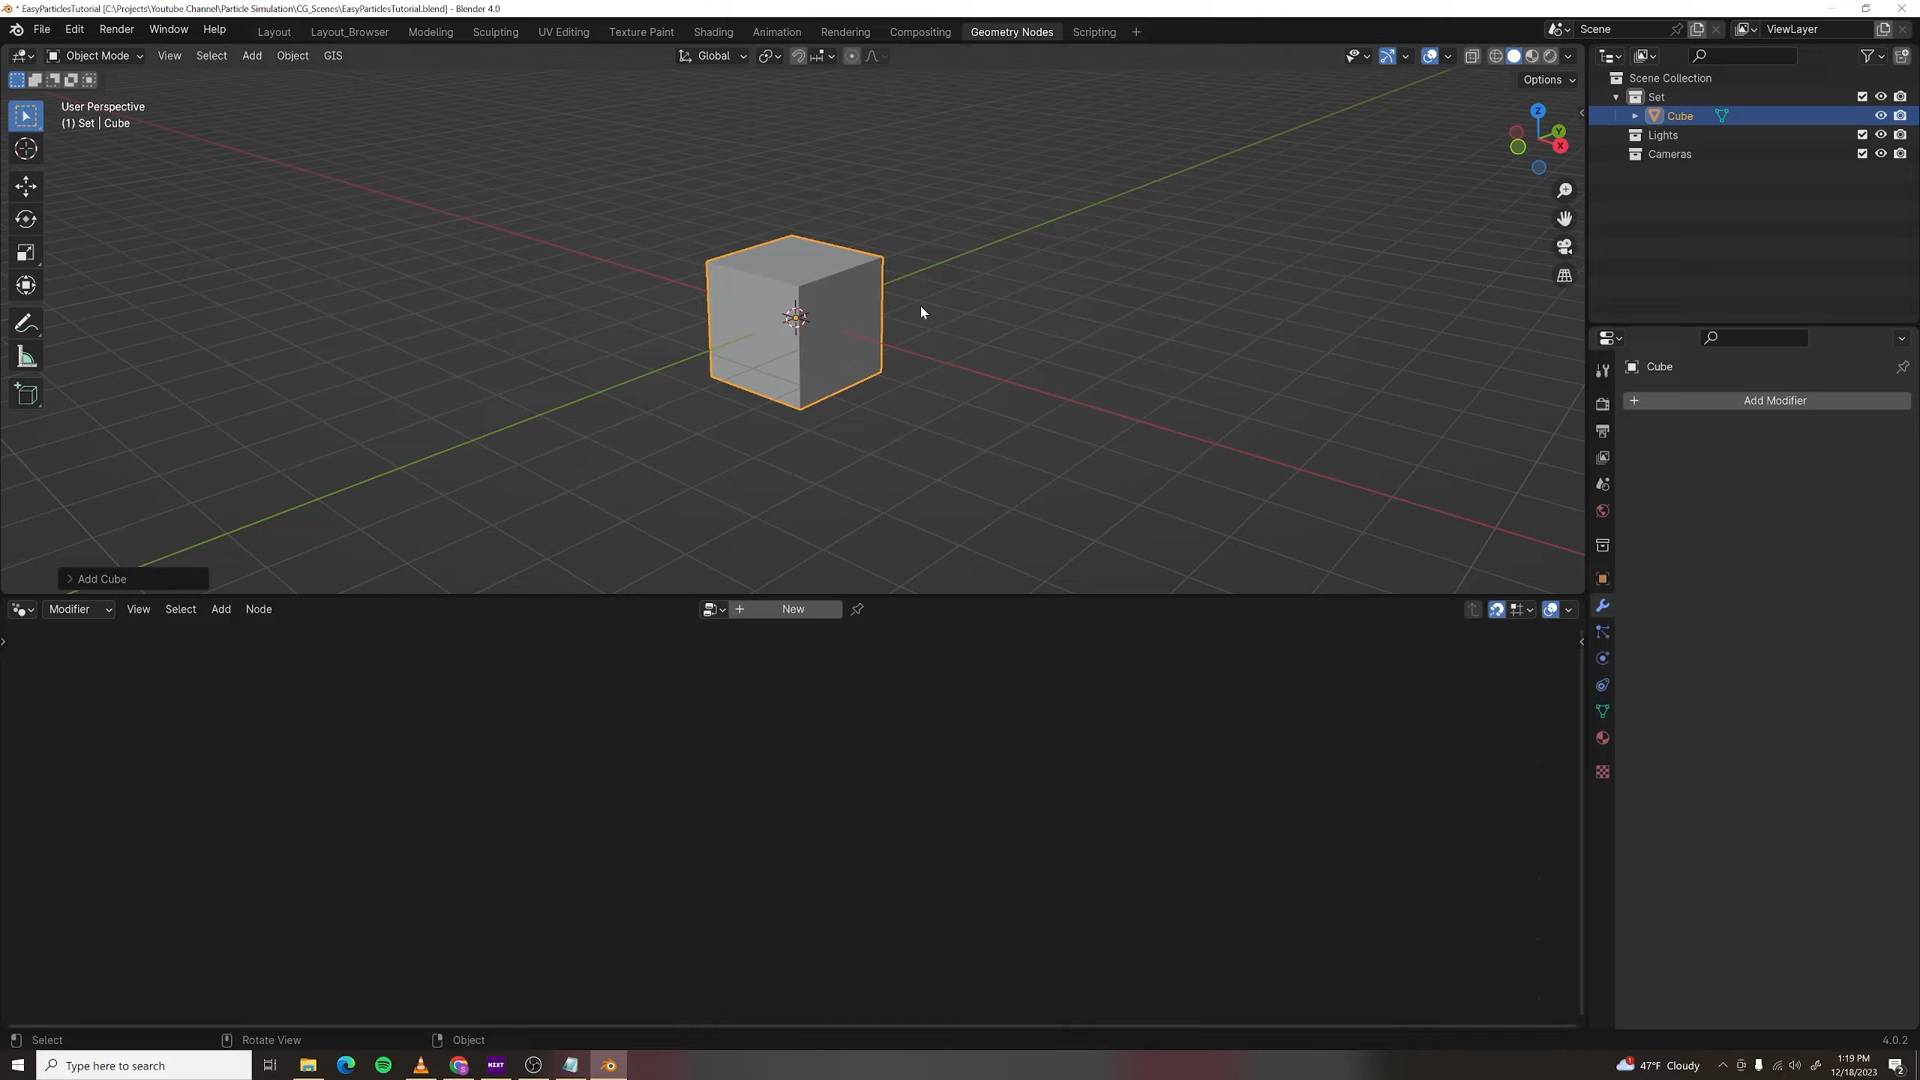 * EasyParticlesTutorial [C:\Projects\Youtube Channel\Particle Simulation\CG_Scenes\EasyParticlesTutorial.blend] - Blender 4.0
File Edit Render Window Help Layout Layout_Browser Modeling Sculpting UV Editing Texture Paint Shading Animation Rendering Compositing Geometry Nodes Scripting + Scene ViewLayer
Object Mode View Select Add Object GIS Global
Options
User Perspective
(1) Set | Cube
Z
Y
X
Scene Collection
Set
Cube
Lights
Cameras
Cube
+ Add Modifier
> Add Cube
Modifier View Select Add Node + New
Select Rotate View Object 4.0.2
Type here to search
NIXT
47°F Cloudy
1:19 PM
12/18/2023
2